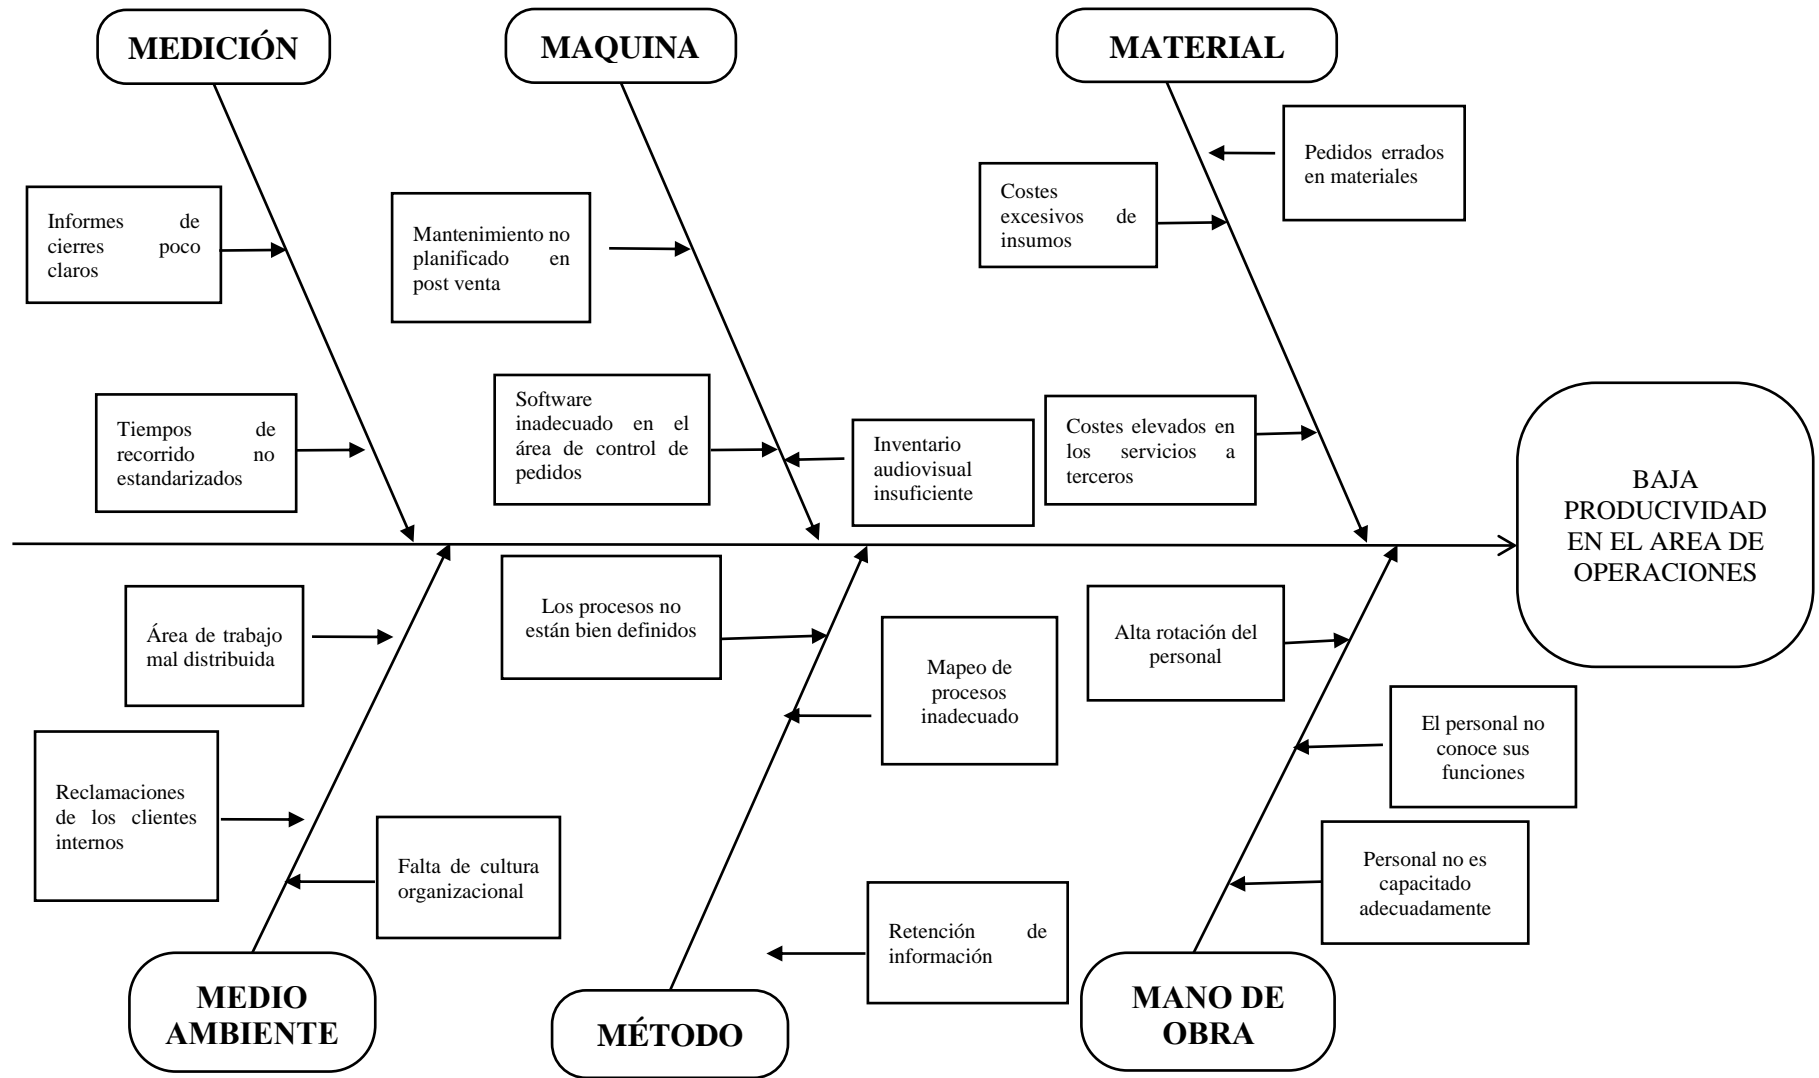 MEDICIÓN
MAQUINA
MATERIAL
Pedidos errados
en materiales
Costes
excesivos de
insumos
Informes de
cierres poco
claros
Mantenimiento no
planificado en
post venta
Tiempos de
recorrido no
estandarizados
Software
inadecuado en el
área de control de
pedidos
Inventario
audiovisual
insuficiente
Costes elevados en
los servicios a
terceros
BAJA
PRODUCIVIDAD
EN EL AREA DE
OPERACIONES
Área de trabajo
mal distribuida
Los procesos no
están bien definidos
Mapeo de
procesos
inadecuado
Alta rotación del
personal
El personal no
conoce sus
funciones
Reclamaciones
de los clientes
internos
Falta de cultura
organizacional
Personal no es
capacitado
adecuadamente
Retención de
información
MEDIO
AMBIENTE
MÉTODO
MANO DE
OBRA